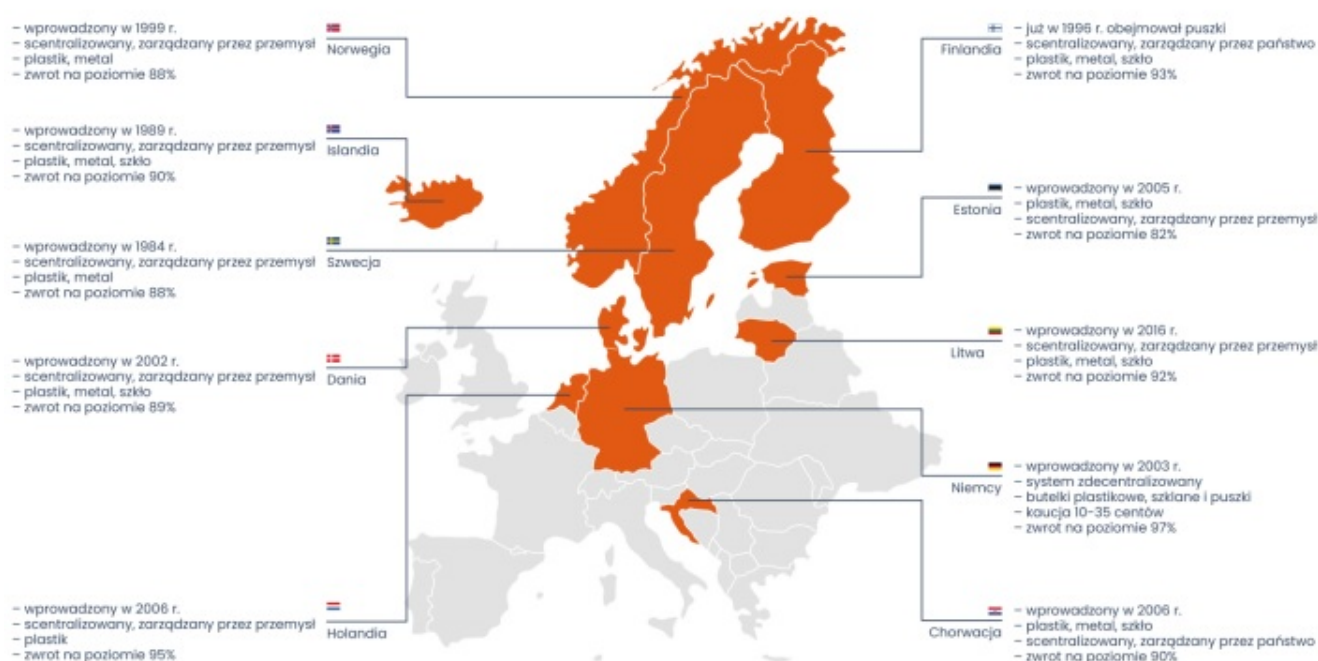 – wprowadzony w 1999 r.
– scentralizowany, zarządzany przez przemysł
– plastik, metal
– zwrot na poziomie 88%
Norwegia
– wprowadzony w 1989 r.
– scentralizowany, zarządzany przez przemysł
– plastik, metal, szkło
– zwrot na poziomie 90%
Islandia
– wprowadzony w 1984 r.
– scentralizowany, zarządzany przez przemysł
– plastik, metal
– zwrot na poziomie 88%
Szwecja
– wprowadzony w 2002 r.
– scentralizowany, zarządzany przez przemysł
– plastik, metal, szkło
– zwrot na poziomie 89%
Dania
– wprowadzony w 2006 r.
– scentralizowany, zarządzany przez przemysł
– plastik
– zwrot na poziomie 95%
Holandia
Finlandia
– już w 1996 r. obejmował puszki
– scentralizowany, zarządzany przez państwo
– plastik, metal, szkło
– zwrot na poziomie 93%
Estonia
– wprowadzony w 2005 r.
– plastik, metal, szkło
– scentralizowany, zarządzany przez przemysł
– zwrot na poziomie 82%
Litwa
– wprowadzony w 2016 r.
– scentralizowany, zarządzany przez przemysł
– plastik, metal, szkło
– zwrot na poziomie 92%
Niemcy
– wprowadzony w 2003 r.
– system zdecentralizowany
– butelki plastikowe, szklane i puszki
– kaucja 10-35 centów
– zwrot na poziomie 97%
Chorwacja
– wprowadzony w 2006 r.
– plastik, metal, szkło
– scentralizowany, zarządzany przez państwo
– zwrot na poziomie 90%